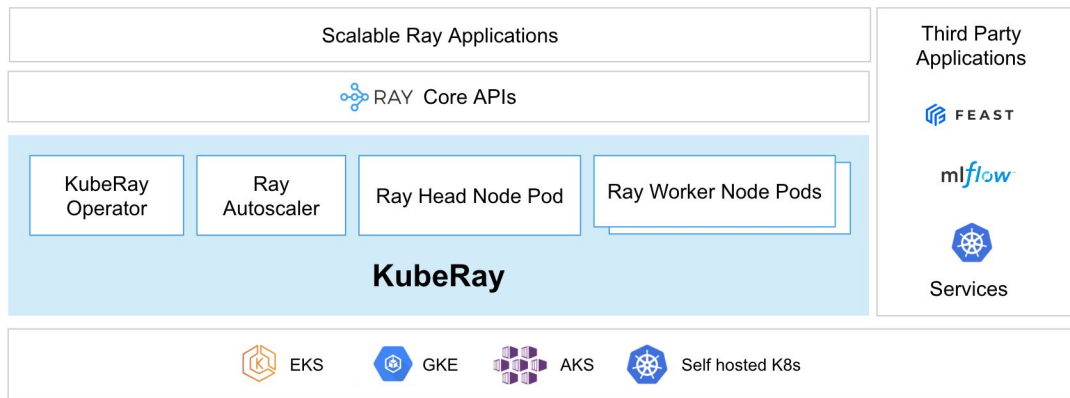 Scalable Ray Applications
RAY Core APIs
KubeRay
Operator
Ray
Autoscaler
Ray Head Node Pod
Ray Worker Node Pods
KubeRay
Third Party
Applications
FEAST
mlflow
Services
EKS
GKE
AKS
Self hosted K8s